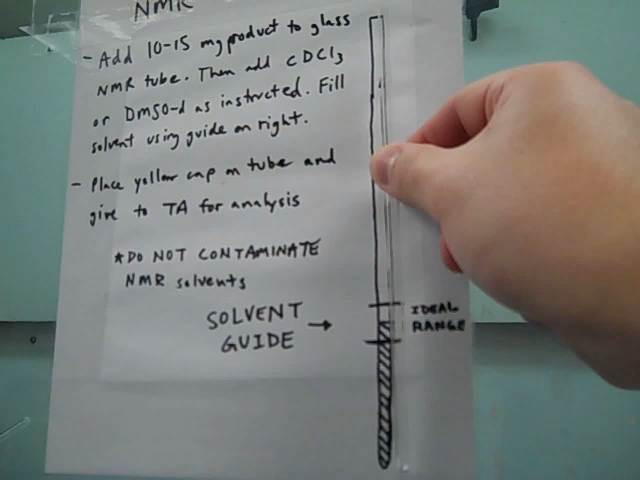 NMR
- Add 10-15 mg product to glass
NMR tube. Then add CDCl3
or DMSO-d as instructed. Fill
solvent using guide on right.
- Place yellow cap on tube and
give to TA for analysis
* DO NOT CONTAMINATE
NMR solvents
SOLVENT
GUIDE →
IDEAL
RANGE